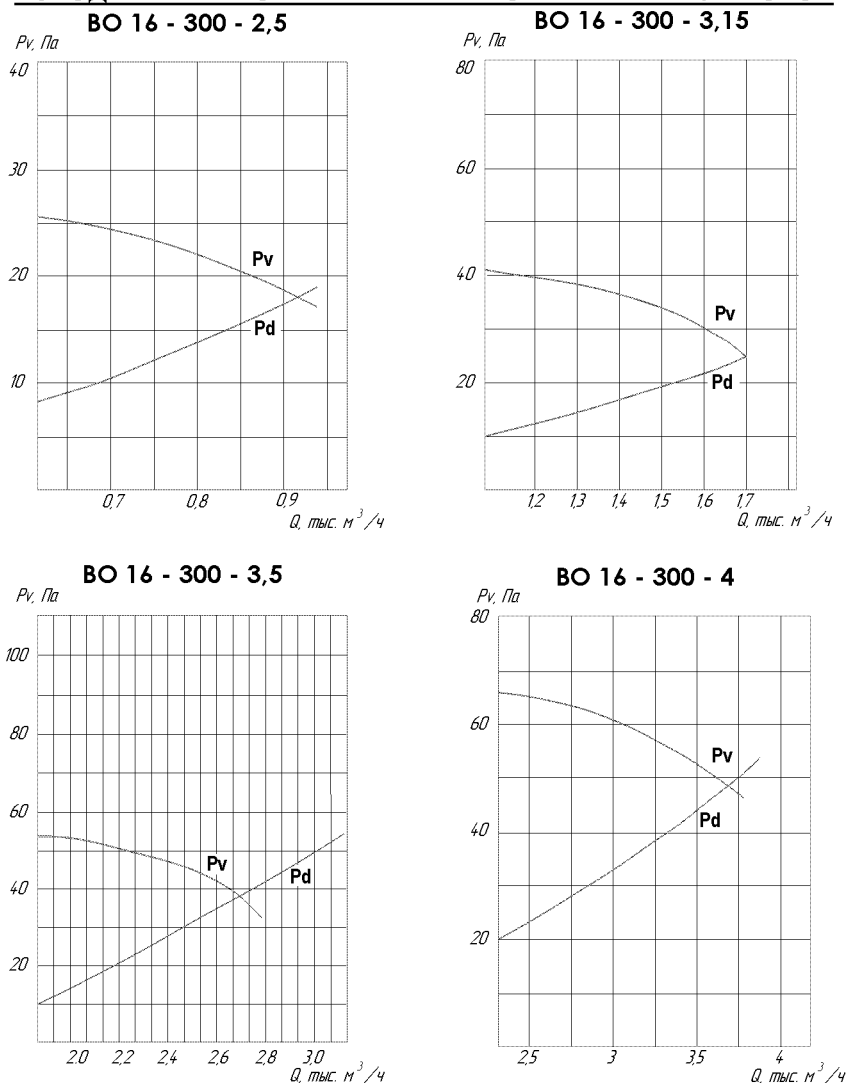 ВО 16 - 300 - 2,5
Pv, Па
40
30
20
10
Pv
Pd
0,7 0,8 0,9
Q, тыс. м³/ч
ВО 16 - 300 - 3,15
Pv, Па
80
60
40
20
Pv
Pd
1,2 1,3 1,4 1,5 1,6 1,7
Q, тыс. м³/ч
ВО 16 - 300 - 3,5
Pv, Па
100
80
60
40
20
Pv
Pd
2.0 2,2 2,4 2,6 2,8 3,0
Q, тыс. м³/ч
ВО 16 - 300 - 4
Pv, Па
80
60
40
20
Pv
Pd
2,5 3 3,5 4
Q, тыс. м³/ч